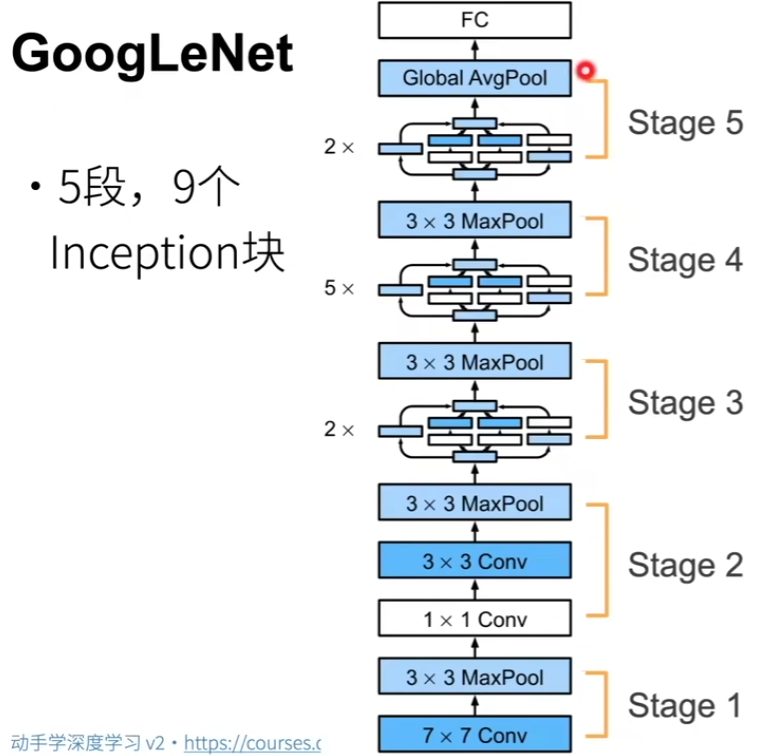 GoogLeNet
• 5段，9个
Inception块
FC
Global AvgPool
2 ×
Stage 5
3 × 3 MaxPool
5 ×
Stage 4
3 × 3 MaxPool
2 ×
Stage 3
3 × 3 MaxPool
3 × 3 Conv
1 × 1 Conv
Stage 2
3 × 3 MaxPool
7 × 7 Conv
Stage 1
动手学深度学习 v2 • https://courses.